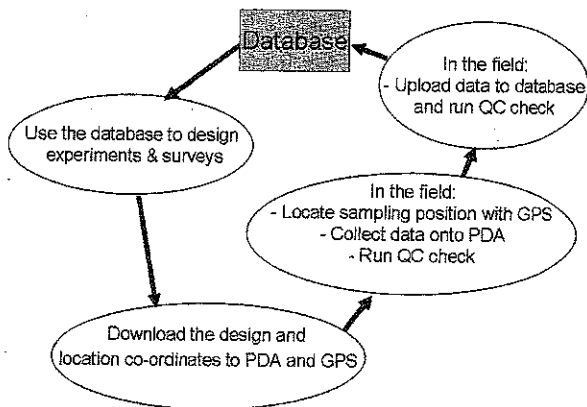 Database
Use the database to design
experiments & surveys
Download the design and
location co-ordinates to PDA and GPS
In the field:
- Locate sampling position with GPS
- Collect data onto PDA
- Run QC check
In the field:
- Upload data to database
and run QC check